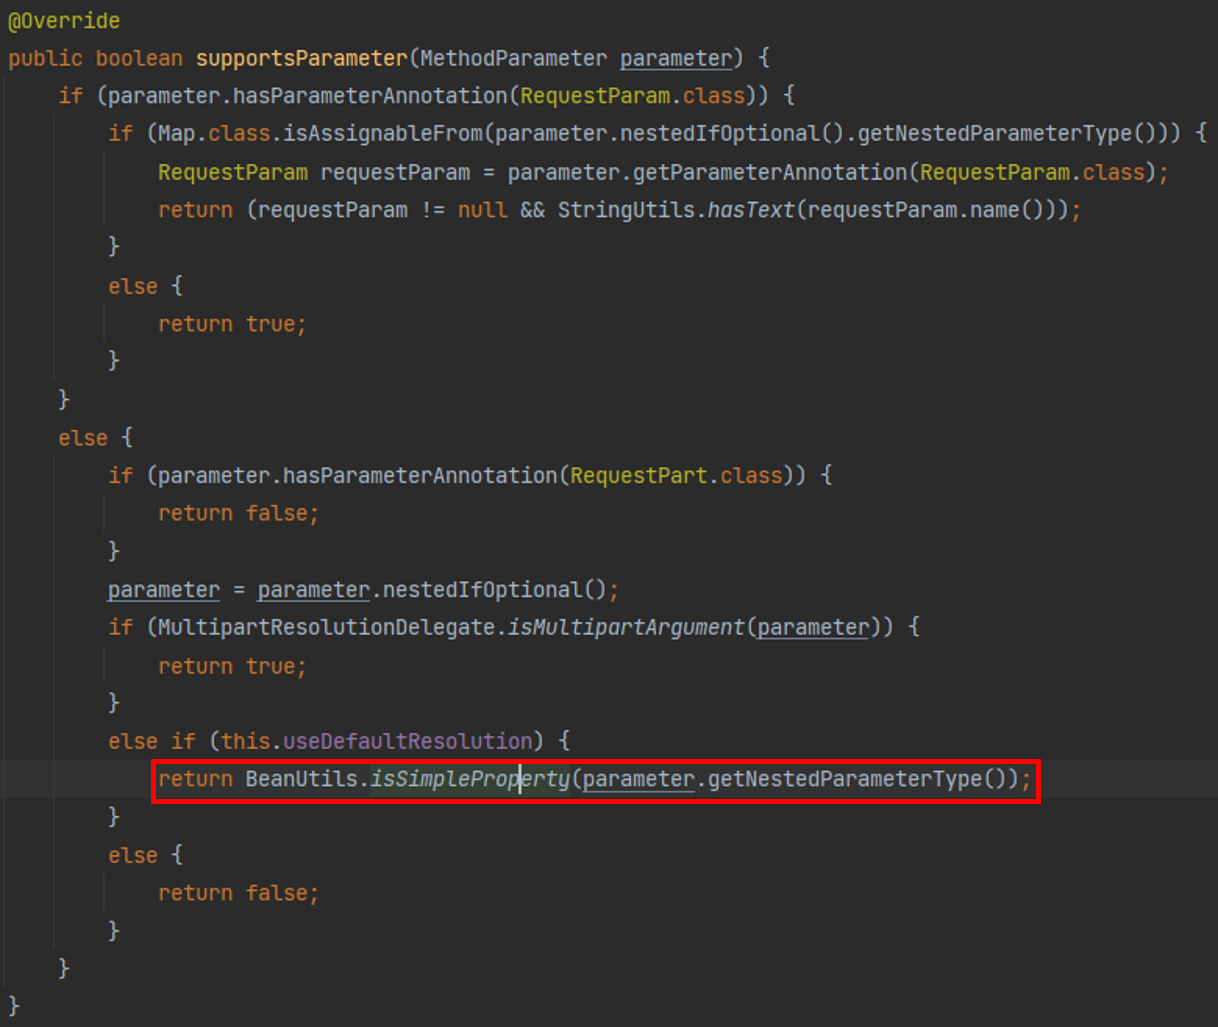 @Override
public boolean supportsParameter(MethodParameter parameter) {
if (parameter.hasParameterAnnotation(RequestParam.class)) {
if (Map.class.isAssignableFrom(parameter.nestedIfOptional().getNestedParameterType())) {
RequestParam requestParam = parameter.getParameterAnnotation(RequestParam.class);
return (requestParam != null && StringUtils.hasText(requestParam.name()));
}
else {
return true;
}
}
else {
if (parameter.hasParameterAnnotation(RequestPart.class)) {
return false;
}
parameter = parameter.nestedIfOptional();
if (MultipartResolutionDelegate.isMultipartArgument(parameter)) {
return true;
}
else if (this.useDefaultResolution) {
return BeanUtils.isSimpleProperty(parameter.getNestedParameterType());
}
else {
return false;
}
}
}